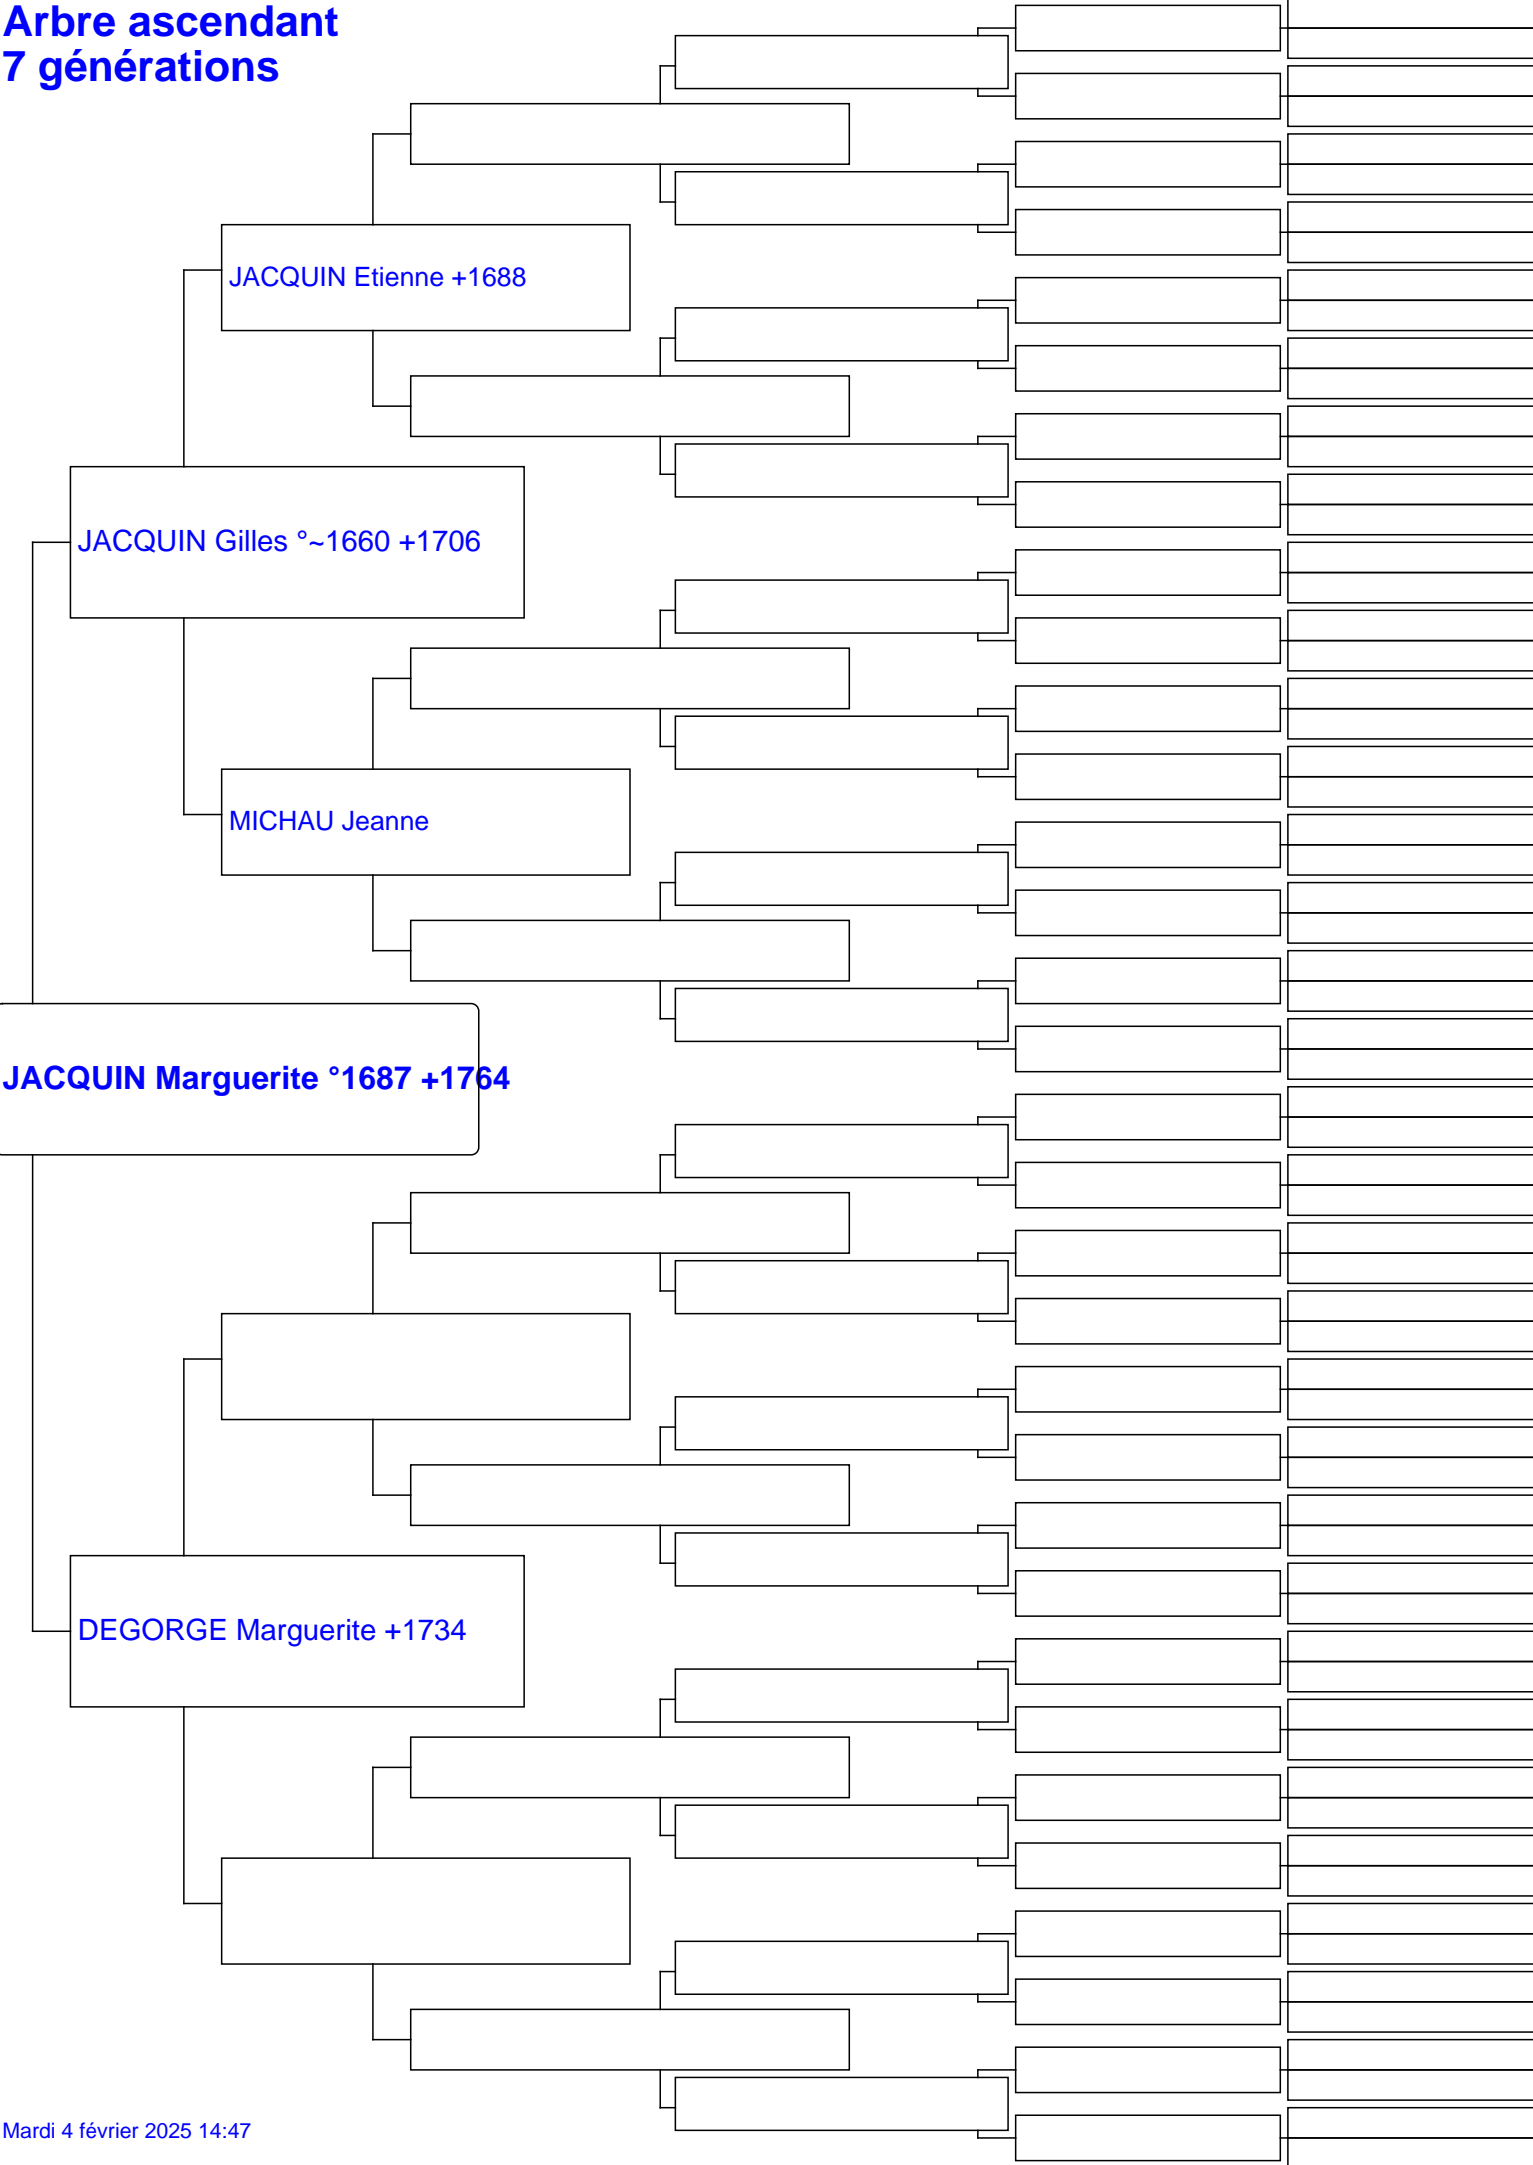 Arbre ascendant
7 générations
JACQUIN Etienne +1688
JACQUIN Gilles °~1660 +1706
MICHAU Jeanne
JACQUIN Marguerite °1687 +1764
DEGORGE Marguerite +1734
Mardi 4 février 2025 14:47